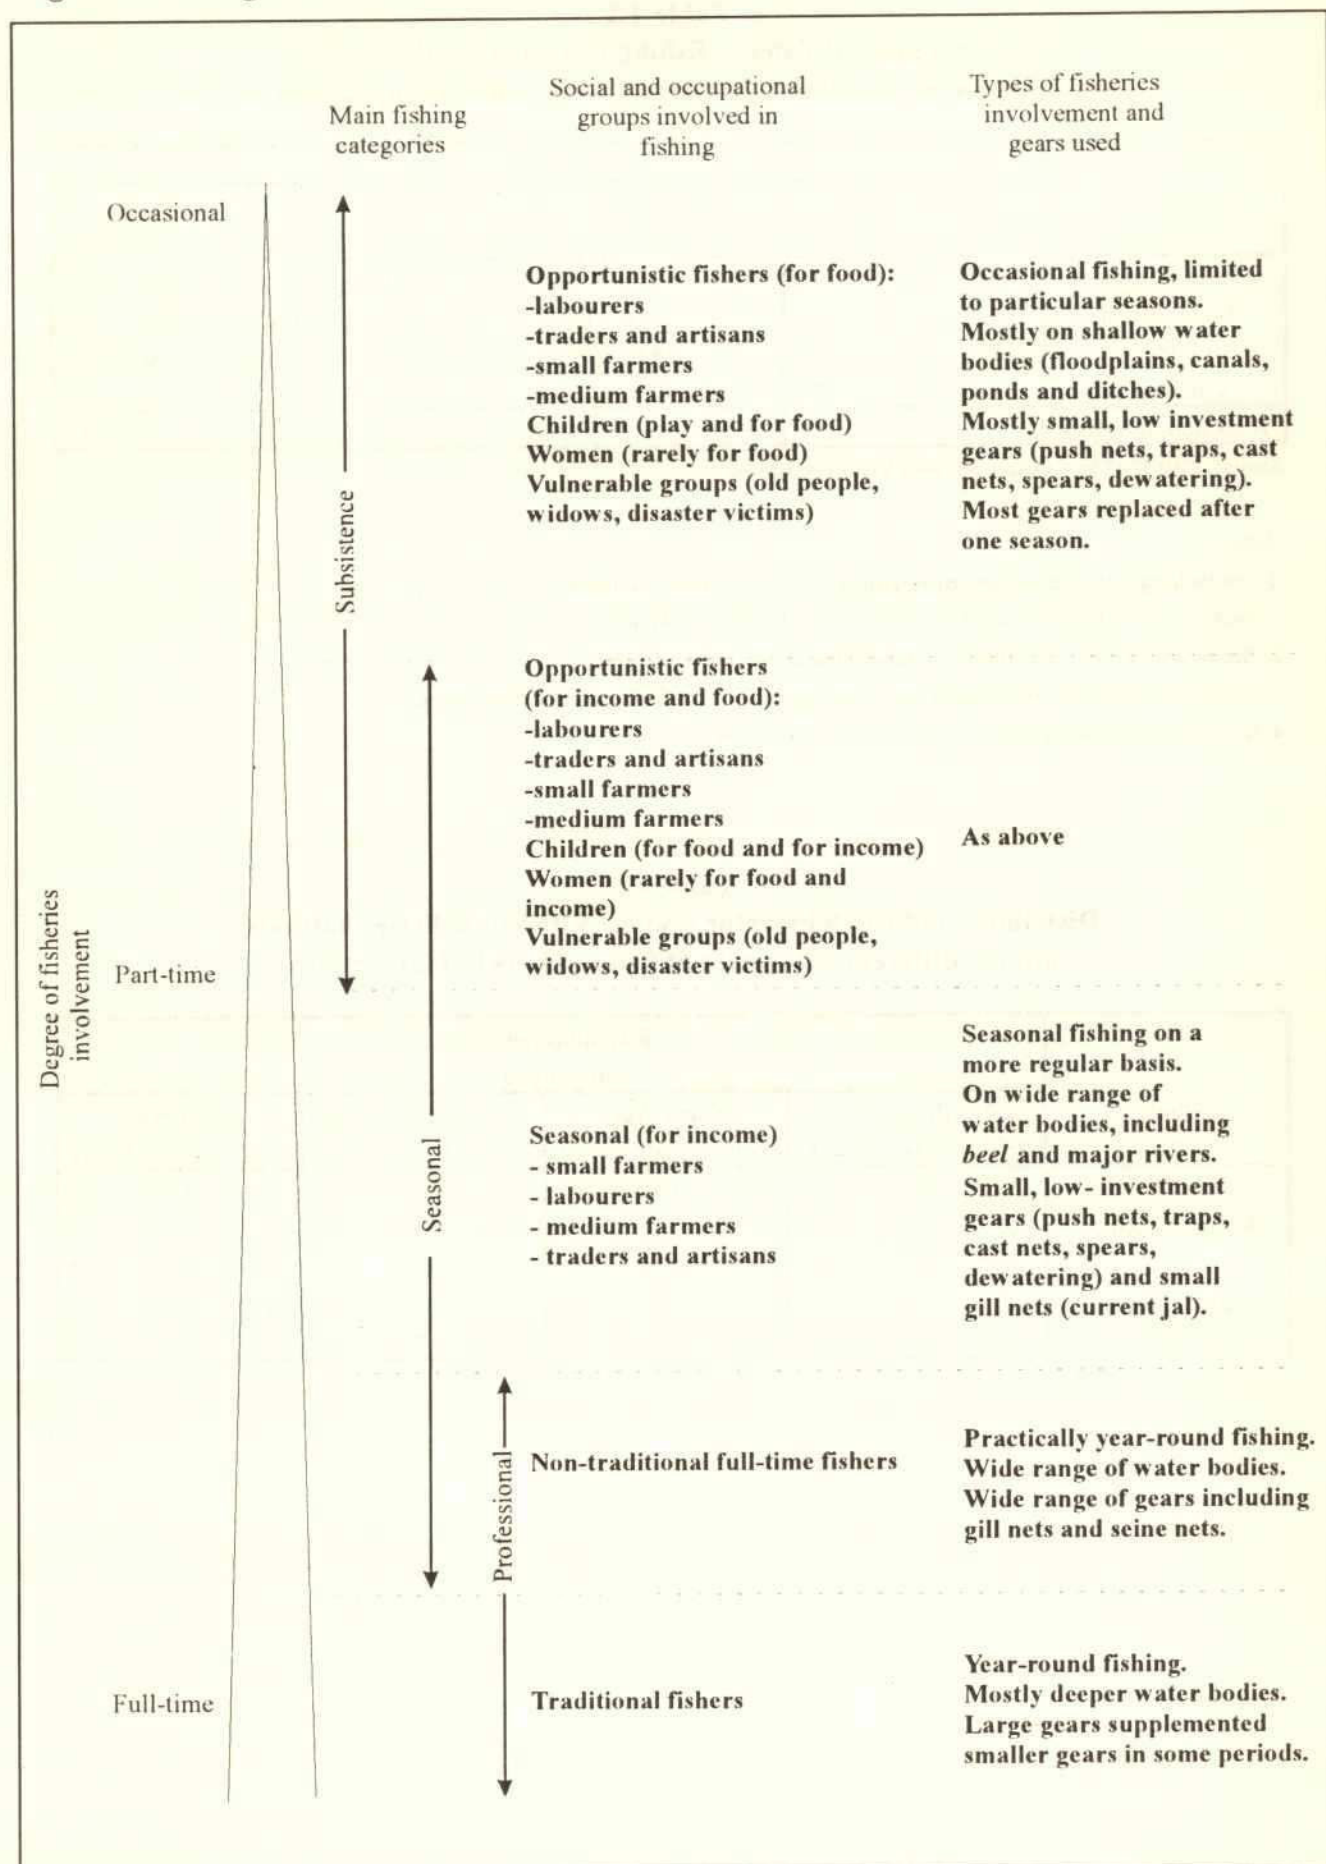 Main fishing
categories
Social and occupational
groups involved in
fishing
Types of fisheries
involvement and
gears used
Occasional
Part-time
Full-time
Degree of fisheries
involvement
Subsistence
Seasonal
Professional
Opportunistic fishers (for food):
-labourers
-traders and artisans
-small farmers
-medium farmers
Children (play and for food)
Women (rarely for food)
Vulnerable groups (old people,
widows, disaster victims)
Occasional fishing, limited
to particular seasons.
Mostly on shallow water
bodies (floodplains, canals,
ponds and ditches).
Mostly small, low investment
gears (push nets, traps, cast
nets, spears, dewatering).
Most gears replaced after
one season.
Opportunistic fishers
(for income and food):
-labourers
-traders and artisans
-small farmers
-medium farmers
Children (for food and for income)
Women (rarely for food and
income)
Vulnerable groups (old people,
widows, disaster victims)
As above
Seasonal (for income)
- small farmers
- labourers
- medium farmers
- traders and artisans
Seasonal fishing on a
more regular basis.
On wide range of
water bodies, including
beel and major rivers.
Small, low- investment
gears (push nets, traps,
cast nets, spears,
dewatering) and small
gill nets (current jal).
Non-traditional full-time fishers
Practically year-round fishing.
Wide range of water bodies.
Wide range of gears including
gill nets and seine nets.
Traditional fishers
Year-round fishing.
Mostly deeper water bodies.
Large gears supplemented
smaller gears in some periods.